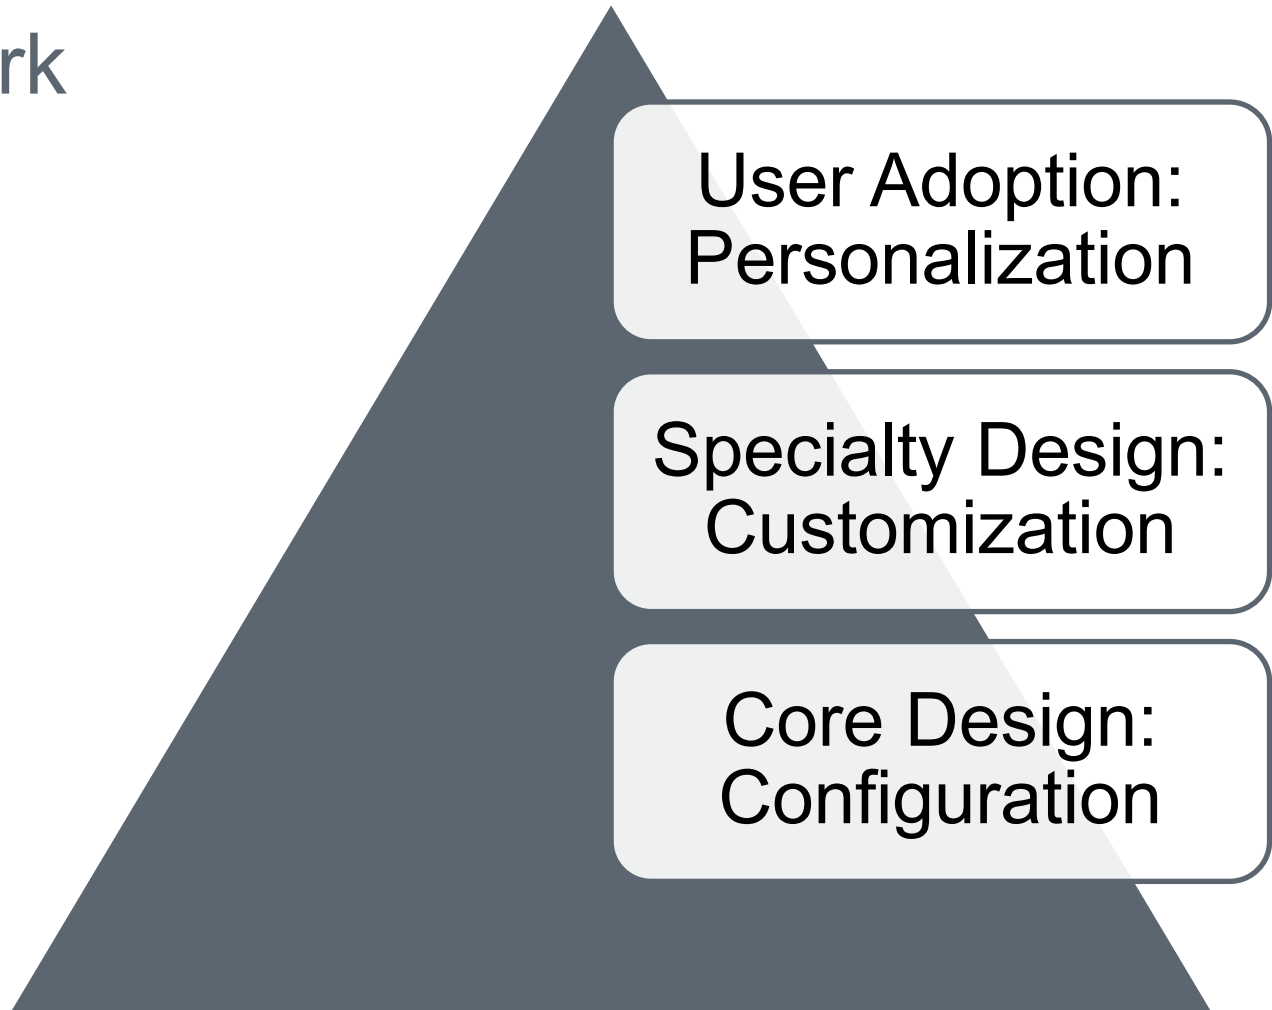 rk
User Adoption:
Personalization
Specialty Design:
Customization
Core Design:
Configuration